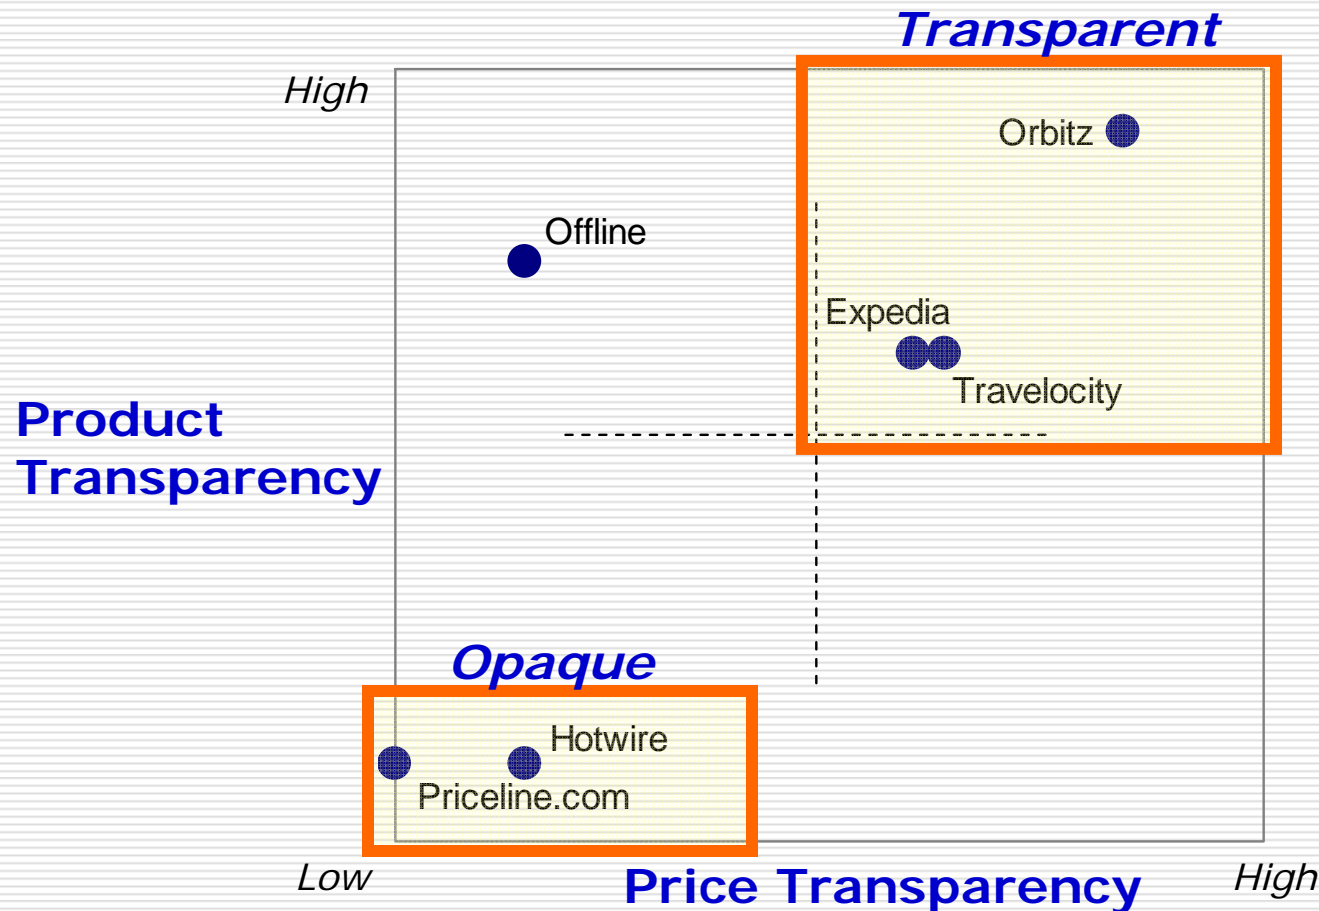 Transparent
High
Orbitz
Offline
Expedia
Travelocity
Product
Transparency
Opaque
Hotwire
Priceline.com
Low
Price Transparency
High